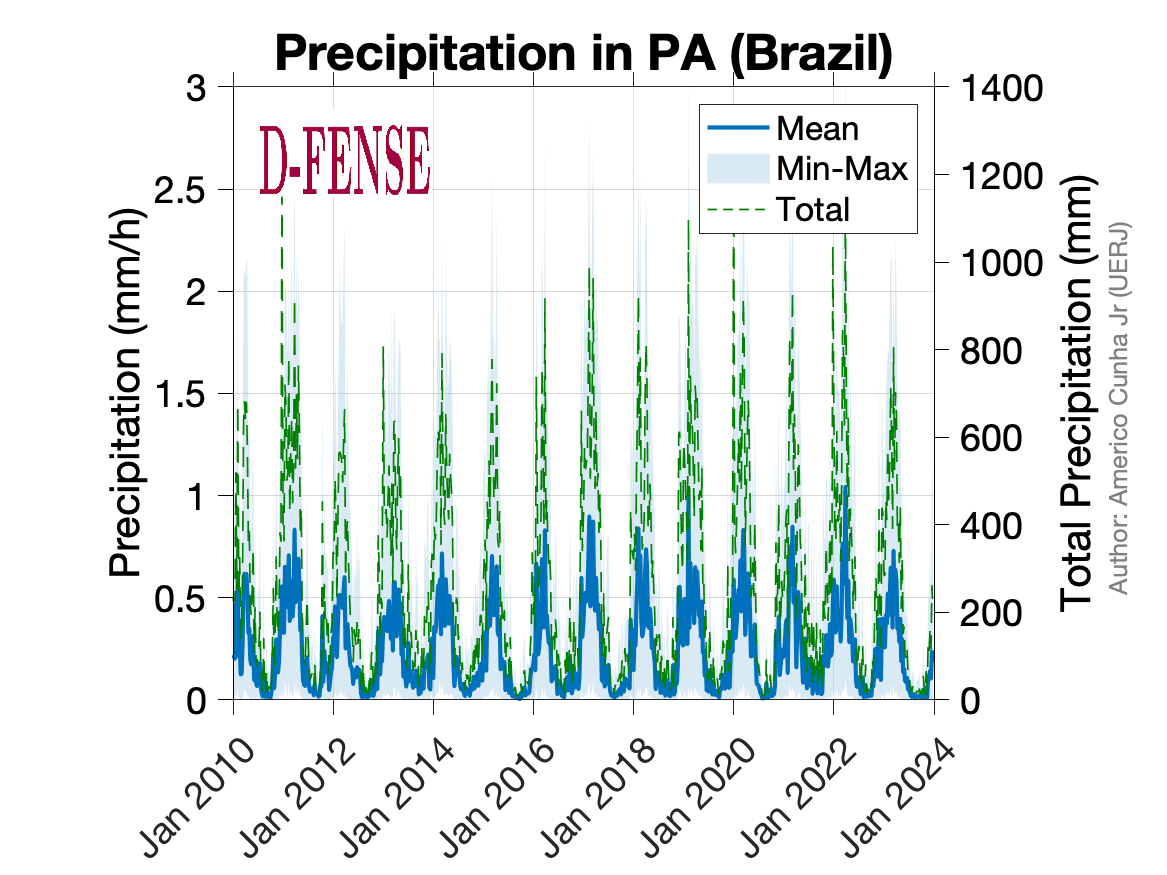 Precipitation in PA (Brazil)
D-FENSE
Mean
Min-Max
Total
Precipitation (mm/h)
3
2.5
2
1.5
1
0.5
0
1400
1200
1000
800
600
400
200
0
Total Precipitation (mm)
Author: Americo Cunha Jr (UERJ)
Jan 2010
Jan 2012
Jan 2014
Jan 2016
Jan 2018
Jan 2020
Jan 2022
Jan 2024